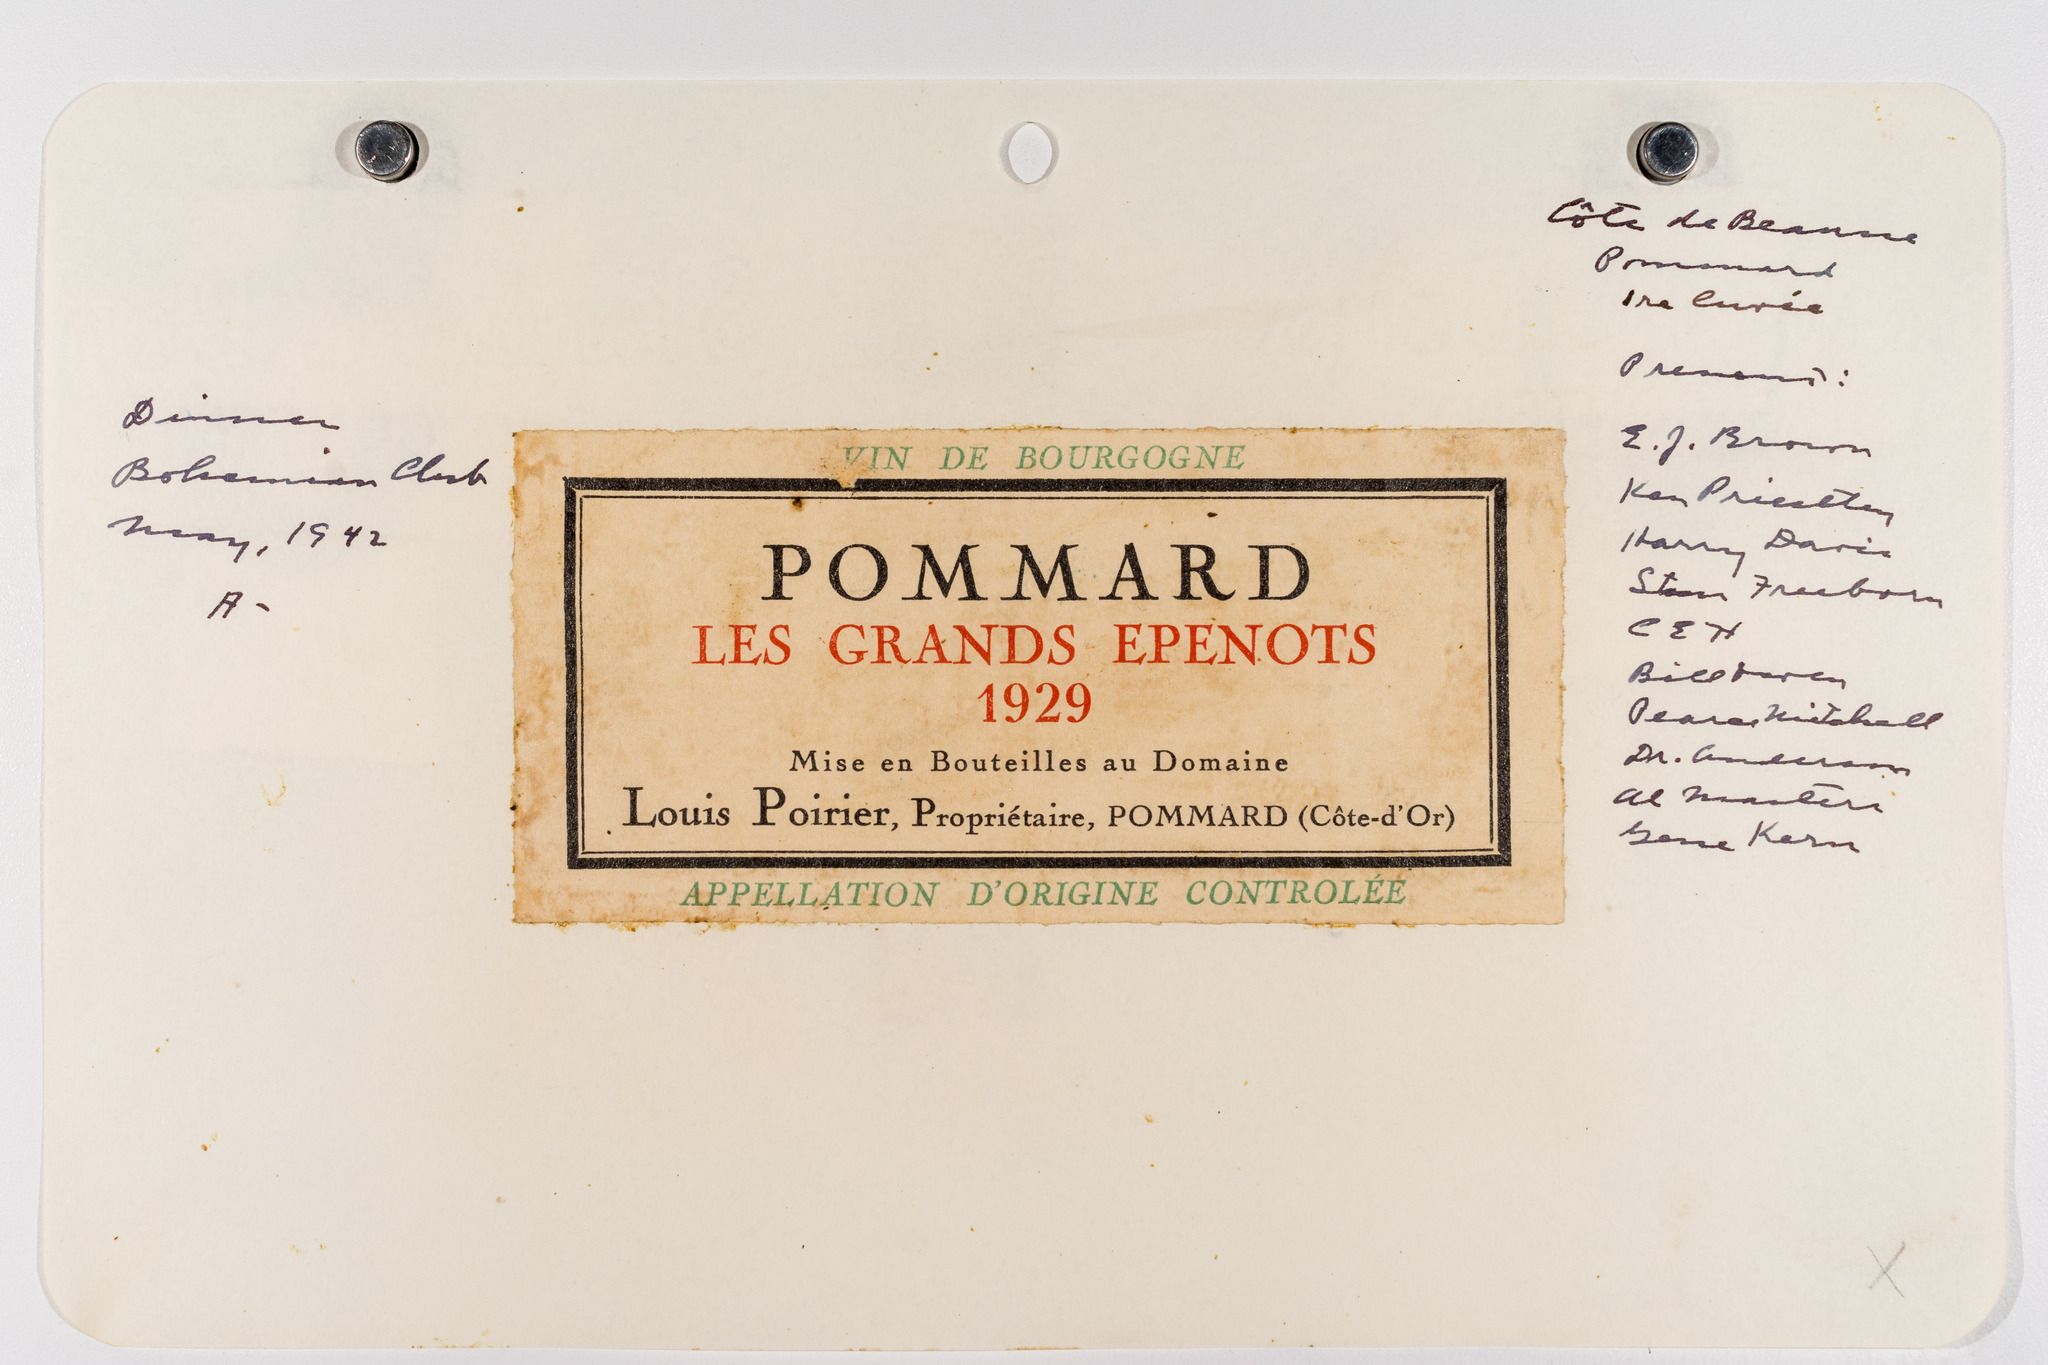 Dinner
Bohemian Club
May, 1942
A-
VIN DE BOURGOGNE
POMMARD
LES GRANDS EPENOTS
1929
Mise en Bouteilles au Domaine
Louis Poirier, Propriétaire, POMMARD (Côte-d'Or)
APPELLATION D'ORIGINE CONTROLÉE
Côte de Beaune
Pommard
1re Cuvée
Present:
E. J. Brown
Ken Priestley
Harry Davis
Stan Freeborn
C E H
Bill
Pearce Mitchell
Dr. Anderson
Al Masters
Gene Kern
X